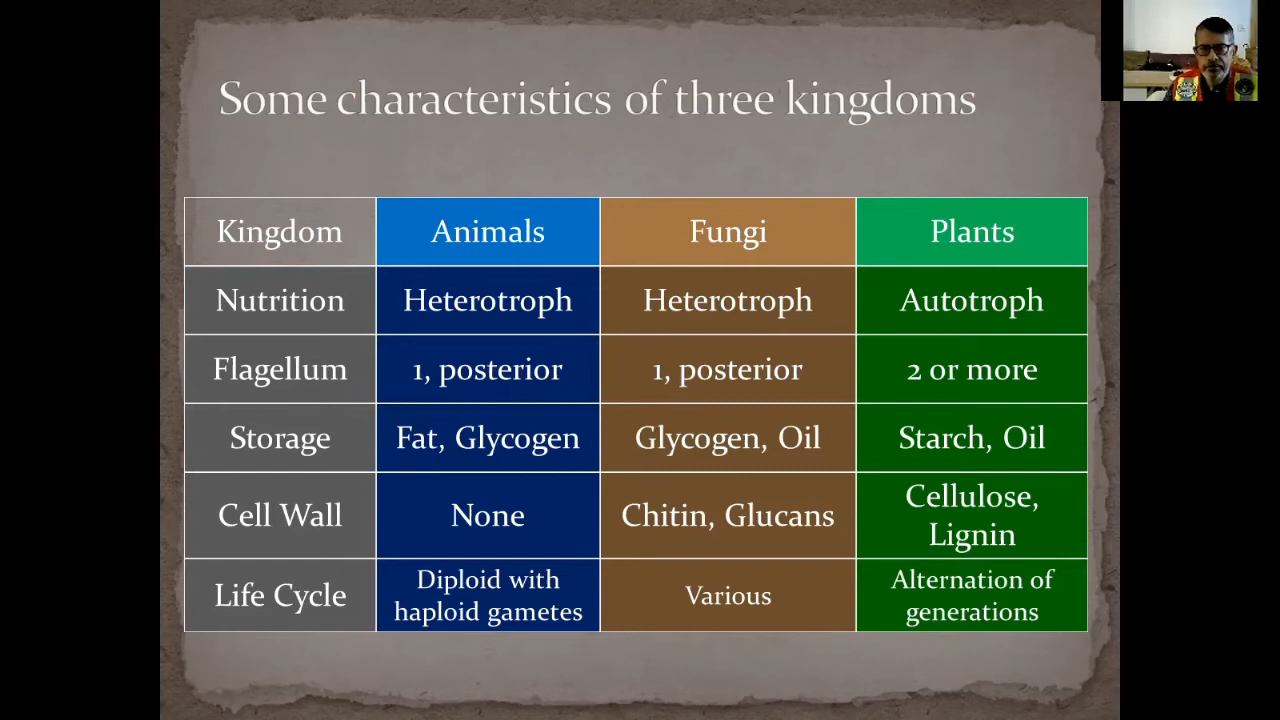 Some characteristics of three kingdoms
Kingdom Animals Fungi Plants
Nutrition Heterotroph Heterotroph Autotroph
Flagellum 1, posterior 1, posterior 2 or more
Storage Fat, Glycogen Glycogen, Oil Starch, Oil
Cell Wall None Chitin, Glucans Cellulose,
Lignin
Life Cycle Diploid with
haploid gametes Various Alternation of
generations